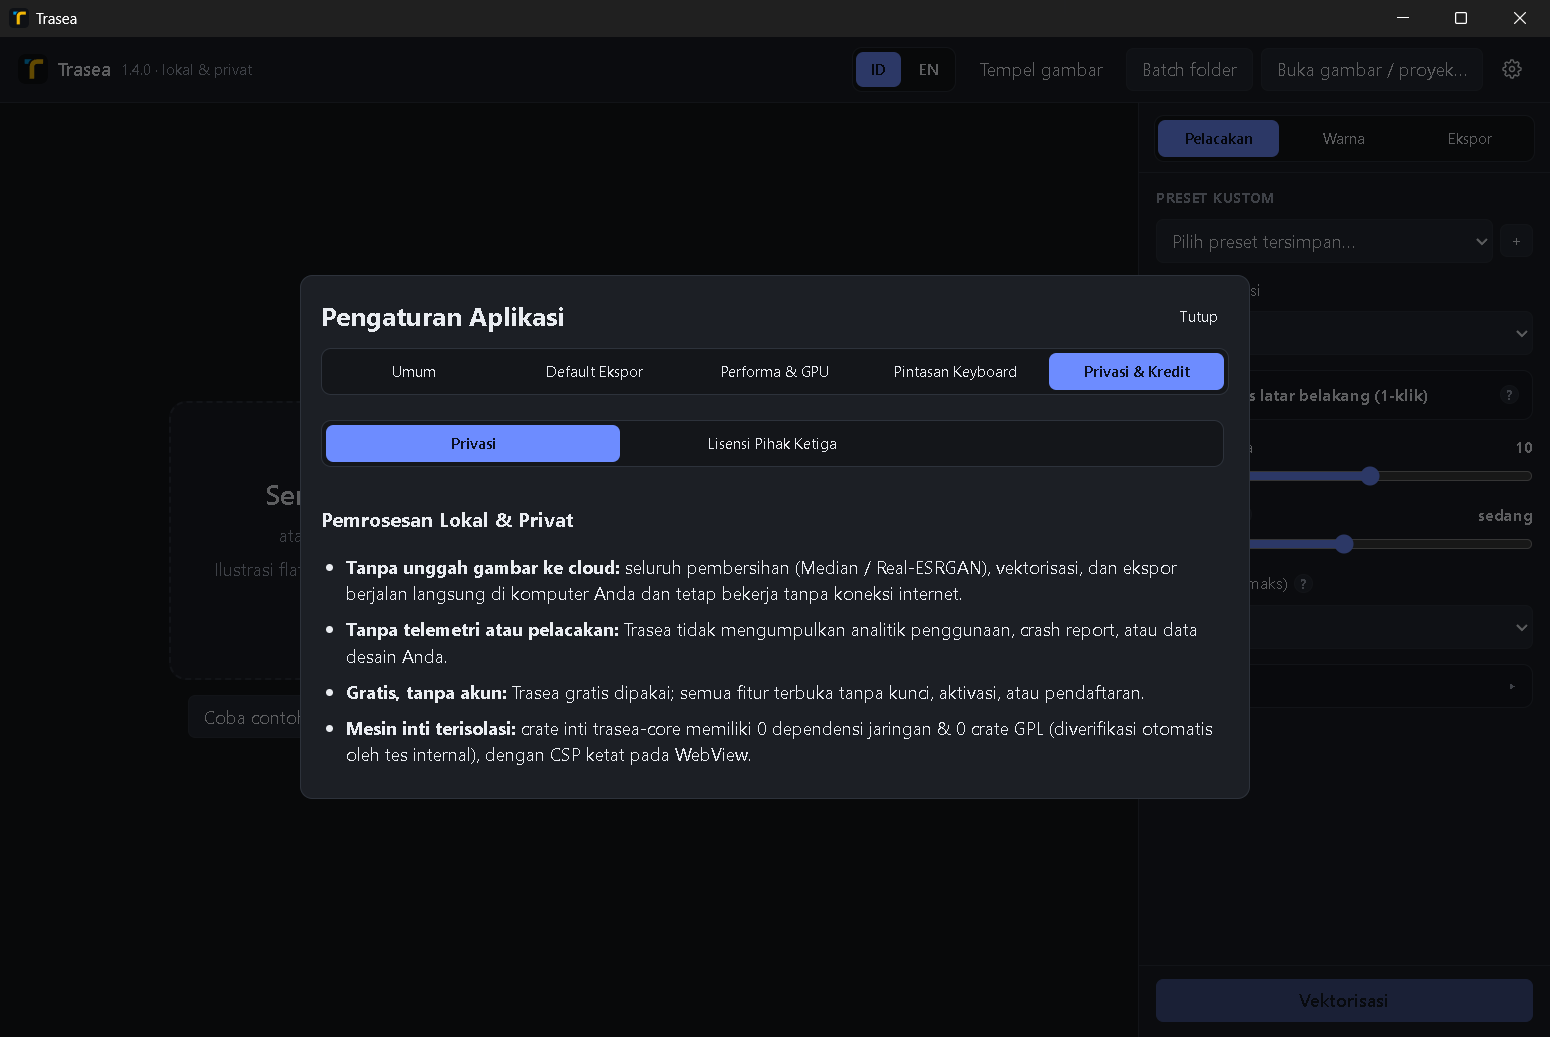 Trasea
Trasea 1.4.0 · lokal & privat
ID EN
Tempel gambar
Batch folder
Buka gambar / proyek...
Pelacakan
Warna
Ekspor
PRESET KUSTOM
Pilih preset tersimpan...
+
si
s latar belakang (1-klik)
?
10
sedang
maks)
?
Vektorisasi
Ilustrasi
Coba
Pengaturan Aplikasi
Tutup
Umum
Default Ekspor
Performa & GPU
Pintasan Keyboard
Privasi & Kredit
Privasi
Lisensi Pihak Ketiga
Pemrosesan Lokal & Privat
Tanpa unggah gambar ke cloud: seluruh pembersihan (Median / Real-ESRGAN), vektorisasi, dan ekspor
berjalan langsung di komputer Anda dan tetap bekerja tanpa koneksi internet.
Tanpa telemetri atau pelacakan: Trasea tidak mengumpulkan analitik penggunaan, crash report, atau data
desain Anda.
Gratis, tanpa akun: Trasea gratis dipakai; semua fitur terbuka tanpa kunci, aktivasi, atau pendaftaran.
Mesin inti terisolasi: crate inti trasea-core memiliki 0 dependensi jaringan & 0 crate GPL (diverifikasi otomatis
oleh tes internal), dengan CSP ketat pada WebView.